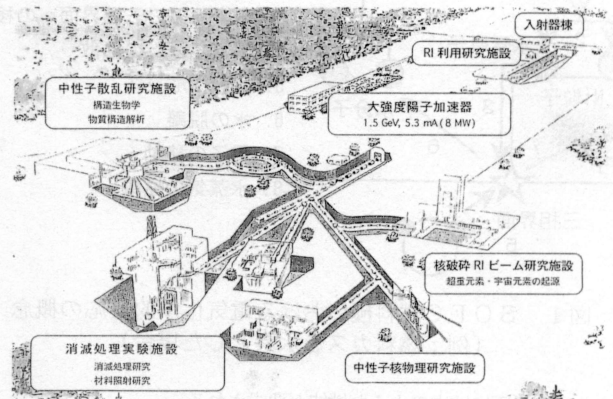 入射器棟
RI 利用研究施設
中性子散乱研究施設
構造生物学
物質構造解析
大強度陽子加速器
1.5 GeV, 5.3 mA ( 8 MW )
核破砕 RI ビーム研究施設
超重元素・宇宙元素の起源
消滅処理実験施設
消滅処理研究
材料照射研究
中性子核物理研究施設